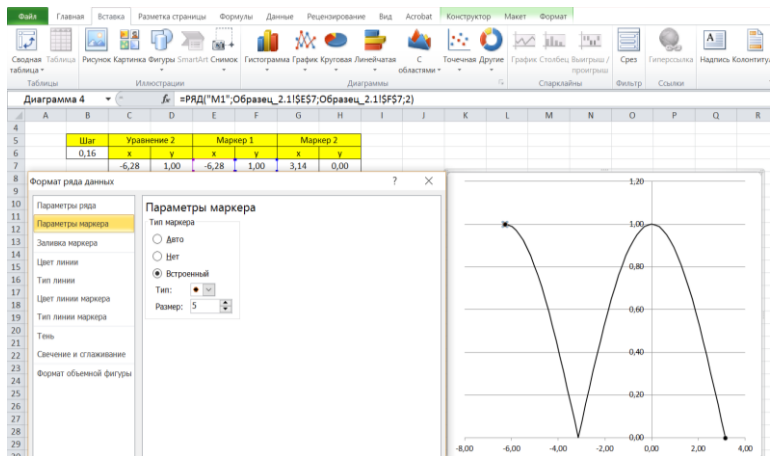 Файл Главная Вставка Разметка страницы Формулы Данные Рецензирование Вид Acrobat Конструктор Макет Формат
Сводная таблица Таблица Рисунок Картинка Фигуры SmartArt Снимок Гистограмма График Круговая Линейчатая С областями Точечная Другие График Столбец Выигрыш / проигрыш Срез Гиперссылка Надпись Колонтитулы
Таблицы Иллюстрации Диаграммы Спарклайны Фильтр Ссылки
Диаграмма 4 fx =РЯД("M1";Образец_2.1!$E$7;Образец_2.1!$F$7;2)
A B C D E F G H I J K L M N O P Q R
4
5 Шаг Уравнение 2 Маркер 1 Маркер 2
6 0,16 x y x y x y
7 -6,28 1,00 -6,28 1,00 3,14 0,00
8
9
10
11
12
13
14
15
16
17
18
19
20
21
22
23
24
25
26
27
28
29
Формат ряда данных ?
Параметры ряда
Параметры маркера
Заливка маркера
Цвет линии
Тип линии
Цвет линии маркера
Тип линии маркера
Тень
Свечение и сглаживание
Формат объемной фигуры
Параметры маркера
Тип маркера
Авто
Нет
Встроенный
Тип:
Размер: 5
1,20
1,00
0,80
0,60
0,40
0,20
0,00
-8,00 -6,00 -4,00 -2,00 0,00 2,00 4,00